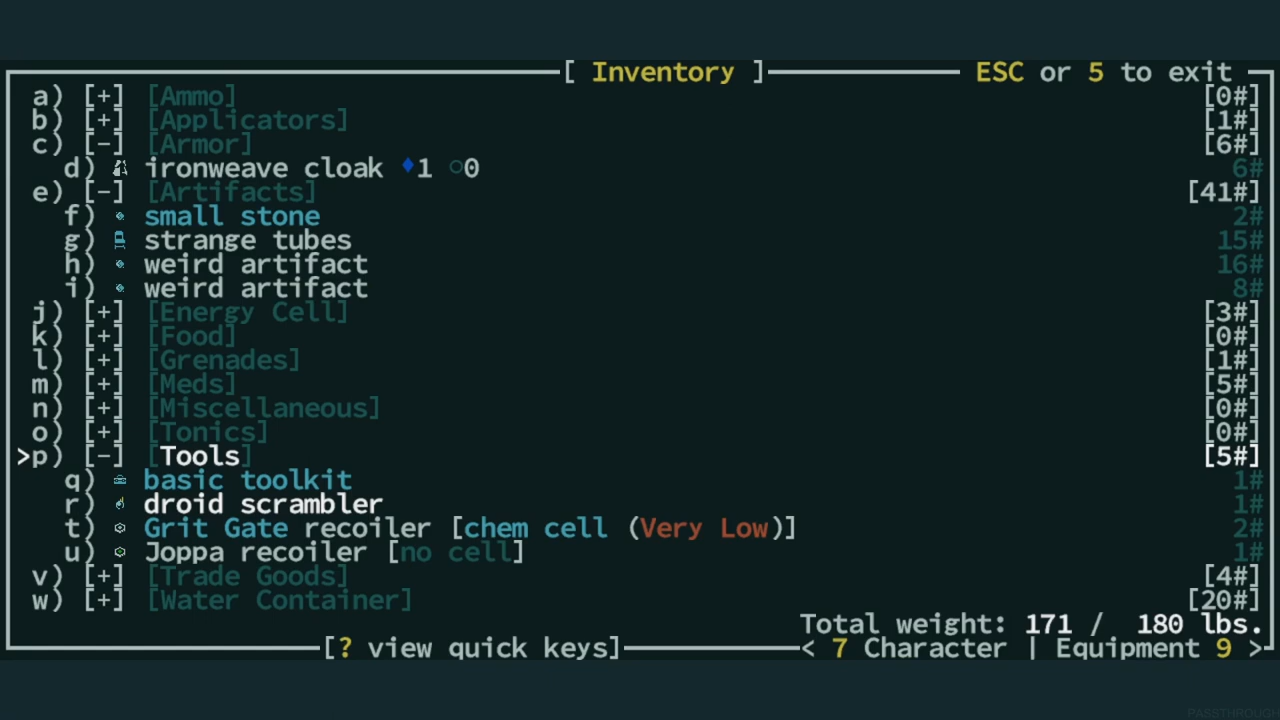 [ Inventory ] ESC or 5 to exit
a) [+] [Ammo] [0#]
b) [+] [Applicators] [1#]
c) [-] [Armor] [6#]
d) ironweave cloak ♦1 ○0 6#
e) [-] [Artifacts] [41#]
f) small stone 2#
g) strange tubes 15#
h) weird artifact 16#
i) weird artifact 8#
j) [+] [Energy Cell] [3#]
k) [+] [Food] [0#]
l) [+] [Grenades] [1#]
m) [+] [Meds] [5#]
n) [+] [Miscellaneous] [0#]
o) [+] [Tonics] [0#]
>p) [-] [Tools] [5#]
q) basic toolkit 1#
r) droid scrambler 1#
t) Grit Gate recoiler [chem cell (Very Low)] 2#
u) Joppa recoiler [no cell] 1#
v) [+] [Trade Goods] [4#]
w) [+] [Water Container] [20#]
Total weight: 171 / 180 lbs.
[? view quick keys] < 7 Character | Equipment 9 >